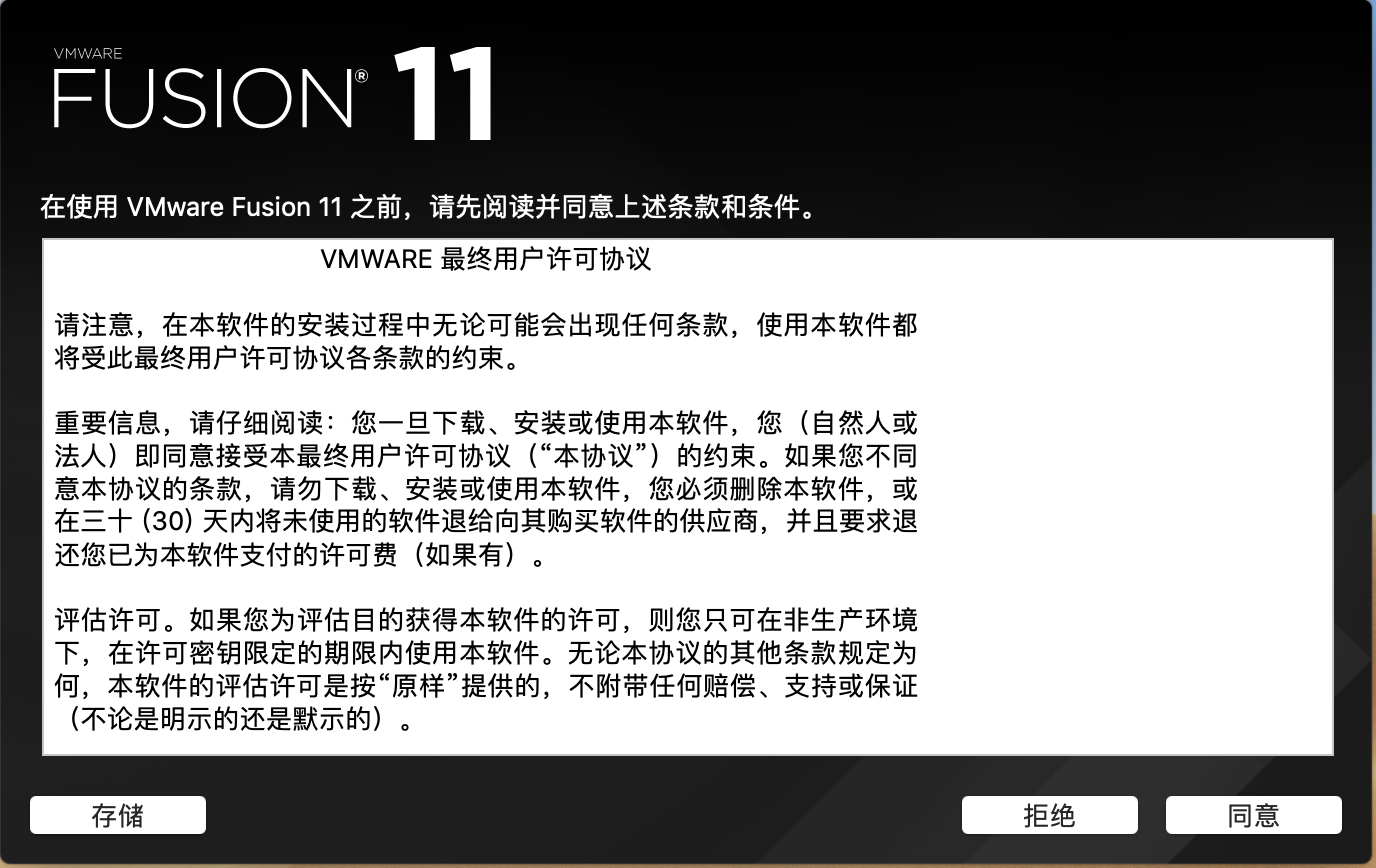 VMWARE
FUSION® 11
在使用 VMware Fusion 11 之前，请先阅读并同意上述条款和条件。
VMWARE 最终用户许可协议
请注意，在本软件的安装过程中无论可能会出现任何条款，使用本软件都
将受此最终用户许可协议各条款的约束。
重要信息，请仔细阅读：您一旦下载、安装或使用本软件，您（自然人或
法人）即同意接受本最终用户许可协议（“本协议”）的约束。如果您不同
意本协议的条款，请勿下载、安装或使用本软件，您必须删除本软件，或
在三十 (30) 天内将未使用的软件退给向其购买软件的供应商，并且要求退
还您已为本软件支付的许可费（如果有）。
评估许可。如果您为评估目的获得本软件的许可，则您只可在非生产环境
下，在许可密钥限定的期限内使用本软件。无论本协议的其他条款规定为
何，本软件的评估许可是按“原样”提供的，不附带任何赔偿、支持或保证
（不论是明示的还是默示的）。
存储
拒绝
同意